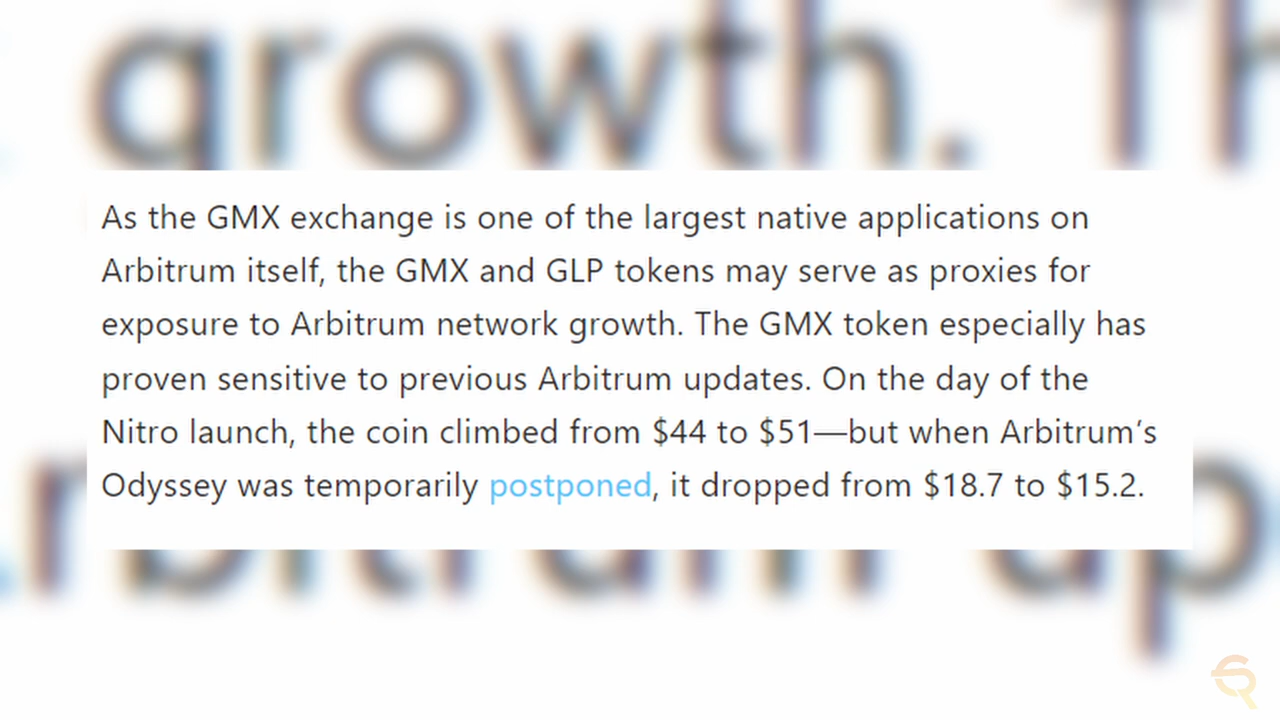 growth. Th
As the GMX exchange is one of the largest native applications on
Arbitrum itself, the GMX and GLP tokens may serve as proxies for
exposure to Arbitrum network growth. The GMX token especially has
proven sensitive to previous Arbitrum updates. On the day of the
Nitro launch, the coin climbed from $44 to $51—but when Arbitrum’s
Odyssey was temporarily postponed, it dropped from $18.7 to $15.2.